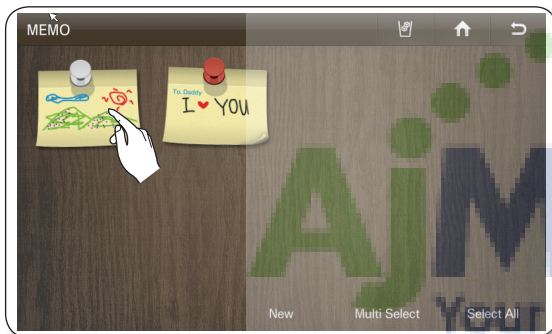 MEMO
To. Daddy
I ❤ YOU
AjM
New Multi Select Select All
Your